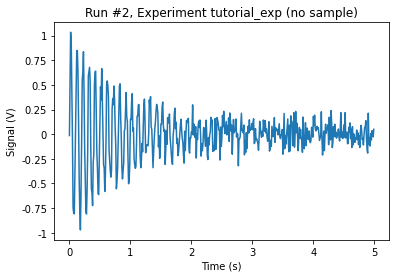 Run #2, Experiment tutorial_exp (no sample)
Signal (V)
1
0.75
0.5
0.25
0
-0.25
-0.5
-0.75
-1
0 1 2 3 4 5
Time (s)